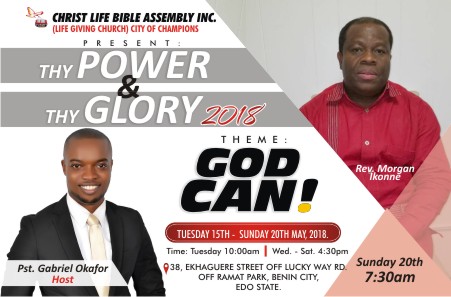 CHRIST LIFE BIBLE ASSEMBLY INC.
(LIFE GIVING CHURCH) CITY OF CHAMPIONS
PRESENT:
THY POWER
&
THY GLORY 2018
THEME:
GOD
CAN!
TUESDAY 15TH - SUNDAY 20TH MAY, 2018.
Time: Tuesday 10:00am | Wed. - Sat. 4:30pm
38, EKHAGUERE STREET OFF LUCKY WAY RD.
OFF RAMAT PARK, BENIN CITY,
EDO STATE.
Rev. Morgan
Ikonne
Pst. Gabriel Okafor
Host
Sunday 20th
7:30am